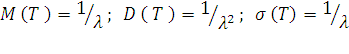 M (T) = 1/λ ; D (T) = 1/λ² ; σ (T) = 1/λ